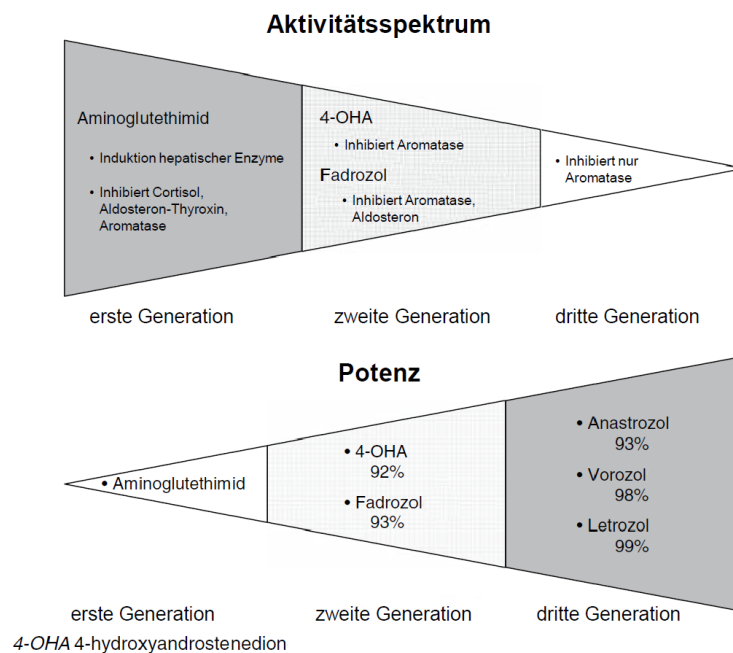 Aktivitätsspektrum
Aminoglutethimid
• Induktion hepatischer Enzyme
• Inhibiert Cortisol,
Aldosteron-Thyroxin,
Aromatase
4-OHA
• Inhibiert Aromatase
Fadrozol
• Inhibiert Aromatase,
Aldosteron
• Inhibiert nur
Aromatase
erste Generation
zweite Generation
dritte Generation
Potenz
• Aminoglutethimid
• 4-OHA
92%
• Fadrozol
93%
• Anastrozol
93%
• Vorozol
98%
• Letrozol
99%
erste Generation
zweite Generation
dritte Generation
4-OHA 4-hydroxyandrostenedion